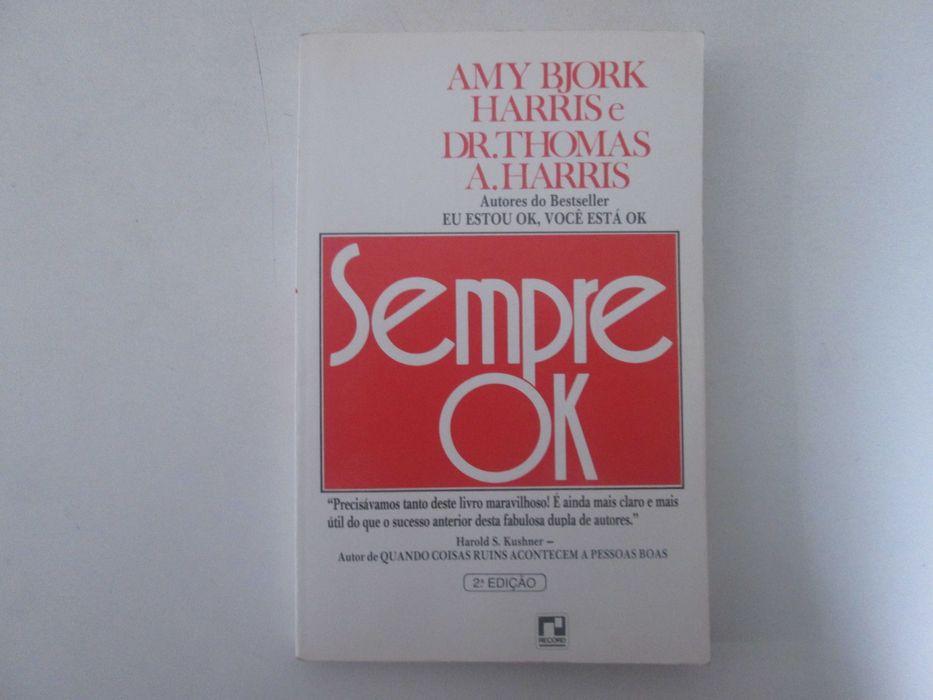 AMY BJORK
HARRIS e
DR. THOMAS
A. HARRIS
Autores do Bestseller
EU ESTOU OK, VOCÊ ESTÁ OK
Sempre
OK
“Precisávamos tanto deste livro maravilhoso! É ainda mais claro e mais
útil do que o sucesso anterior desta fabulosa dupla de autores.”
Harold S. Kushner –
Autor de QUANDO COISAS RUINS ACONTECEM A PESSOAS BOAS
2ª EDIÇÃO
RECORD